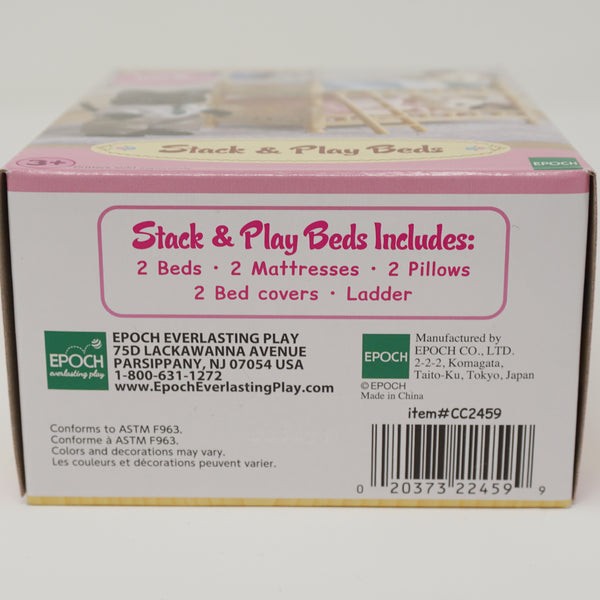 Stack & Play Beds
3+
EPOCH
Stack & Play Beds Includes:
2 Beds · 2 Mattresses · 2 Pillows
2 Bed covers · Ladder
EPOCH
everlasting play
EPOCH EVERLASTING PLAY
75D LACKAWANNA AVENUE
PARSIPPANY, NJ 07054 USA
1-800-631-1272
www.EpochEverlastingPlay.com
EPOCH
Manufactured by
EPOCH CO., LTD.
2-2-2, Komagata,
Taito-Ku, Tokyo, Japan
©EPOCH
Made in China
item#CC2459
Conforms to ASTM F963.
Conforme à ASTM F963.
Colors and decorations may vary.
Les couleurs et décorations peuvent varier.
0 20373 22459 9